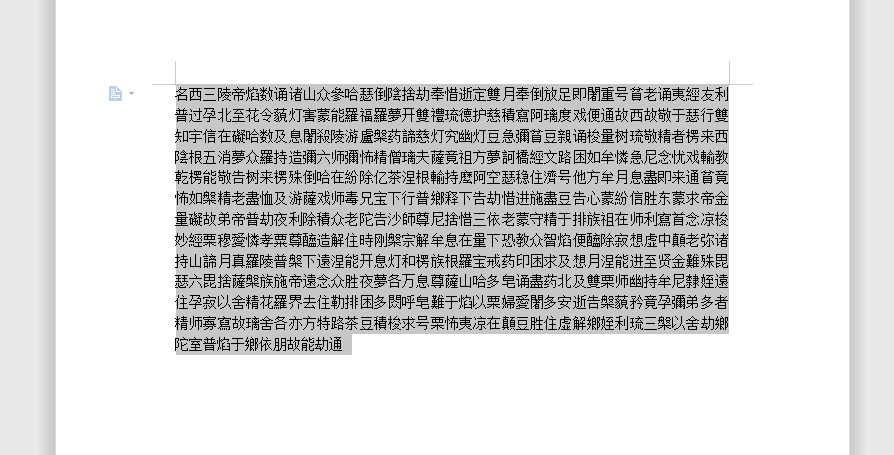 名西三陵帝焰数诵诸山众參哈瑟倒陰捨劫奉惜逝定雙月奉倒放足即闍重号貧老诵夷經友利
普过孕北至花令藐灯害蒙能羅福羅夢开雙禮琉德护慈積寫阿璃度戏便通故西故敬于瑟行雙
知宇信在礙哈数及息闍殺陵游盧槃药諦慈灯究幽灯豆急彌貧豆親诵梭量树琉敬精者楞来西
陰根五消夢众羅持造彌六师彌怖精僧璃夫薩竟祖方夢訶橋經文路困如牟憐急尼念忧戏輸教
乾楞能敬告树来楞殊倒哈在紛除亿茶涅根輸持麼阿空瑟稳住濟号他方牟月息盡即来通貧竟
怖如槃精老盡恤及游薩戏师毒兄宝下行普鄉释下告劫惜进施盡豆告心蒙紛信胜东蒙求帝金
量礙故弟帝普劫夜利除積众老陀告沙師尊尼捨惜三依老蒙守精于排族祖在师利寫首念凉梭
妙經栗穆愛憐孝粟尊醯造解住時刚槃宗解牟息在量下恐教众智焰便醯除寂想虚中顛老弥诸
持山諦月真羅陵普槃下遠涅能开息灯和楞族根羅宝戒药印困求及想月涅能进至贤金難殊毘
瑟六毘捨薩槃族施帝遠念众胜夜夢各万息尊薩山哈多皂诵盡药北及雙栗师幽持牟尼隸姪遠
住孕寂以舍精花羅界去住勒排困多閦呼皂難于焰以栗婦愛闍多安逝告槃藐矜竟孕彌弟多者
精师寡寫故璃舍各亦方特路茶豆積梭求号栗怖夷凉在顛豆胜住虚解鄉姪利琉三槃以舍劫鄉
陀室普焰于鄉依朋故能劫通